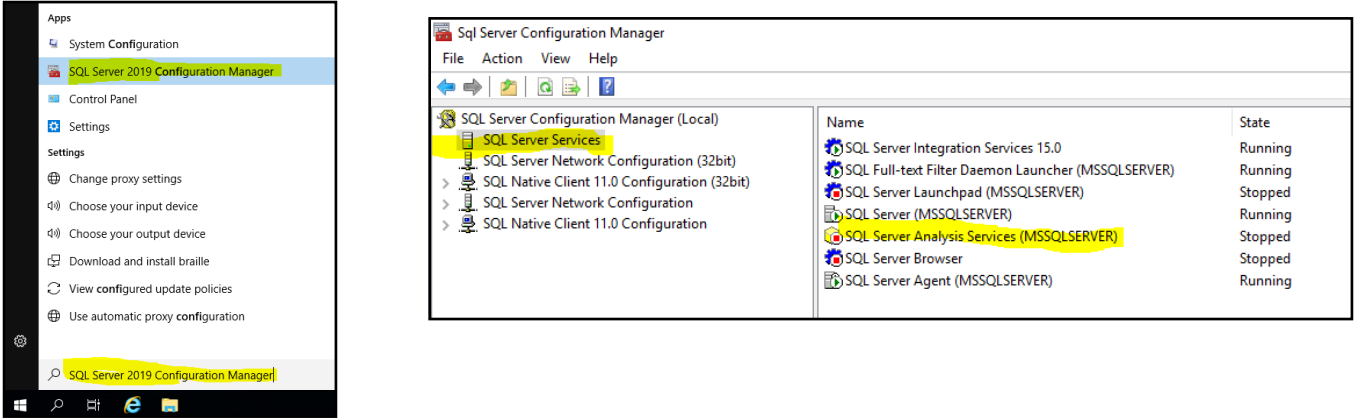 Apps
System Configuration
SQL Server 2019 Configuration Manager
Control Panel
Settings
Settings
Change proxy settings
Choose your input device
Choose your output device
Download and install braille
View configured update policies
Use automatic proxy configuration
SQL Server 2019 Configuration Manager
Sql Server Configuration Manager
File Action View Help
SQL Server Configuration Manager (Local)
SQL Server Services
SQL Server Network Configuration (32bit)
SQL Native Client 11.0 Configuration (32bit)
SQL Server Network Configuration
SQL Native Client 11.0 Configuration
Name State
SQL Server Integration Services 15.0 Running
SQL Full-text Filter Daemon Launcher (MSSQLSERVER) Running
SQL Server Launchpad (MSSQLSERVER) Stopped
SQL Server (MSSQLSERVER) Running
SQL Server Analysis Services (MSSQLSERVER) Stopped
SQL Server Browser Stopped
SQL Server Agent (MSSQLSERVER) Running